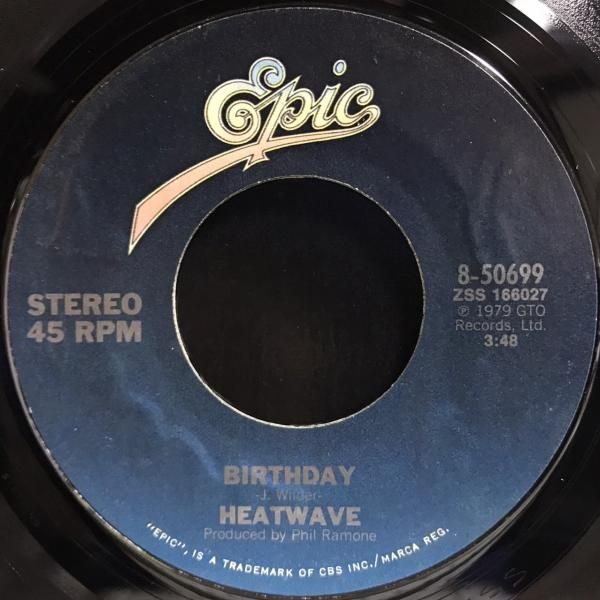 Epic
STEREO
45 RPM
8-50699
ZSS 166027
℗ 1979 GTO
Records, Ltd.
3:48
BIRTHDAY
-J. Wilder-
HEATWAVE
Produced by Phil Ramone
"EPIC", IS A TRADEMARK OF CBS INC./MARCA REG.